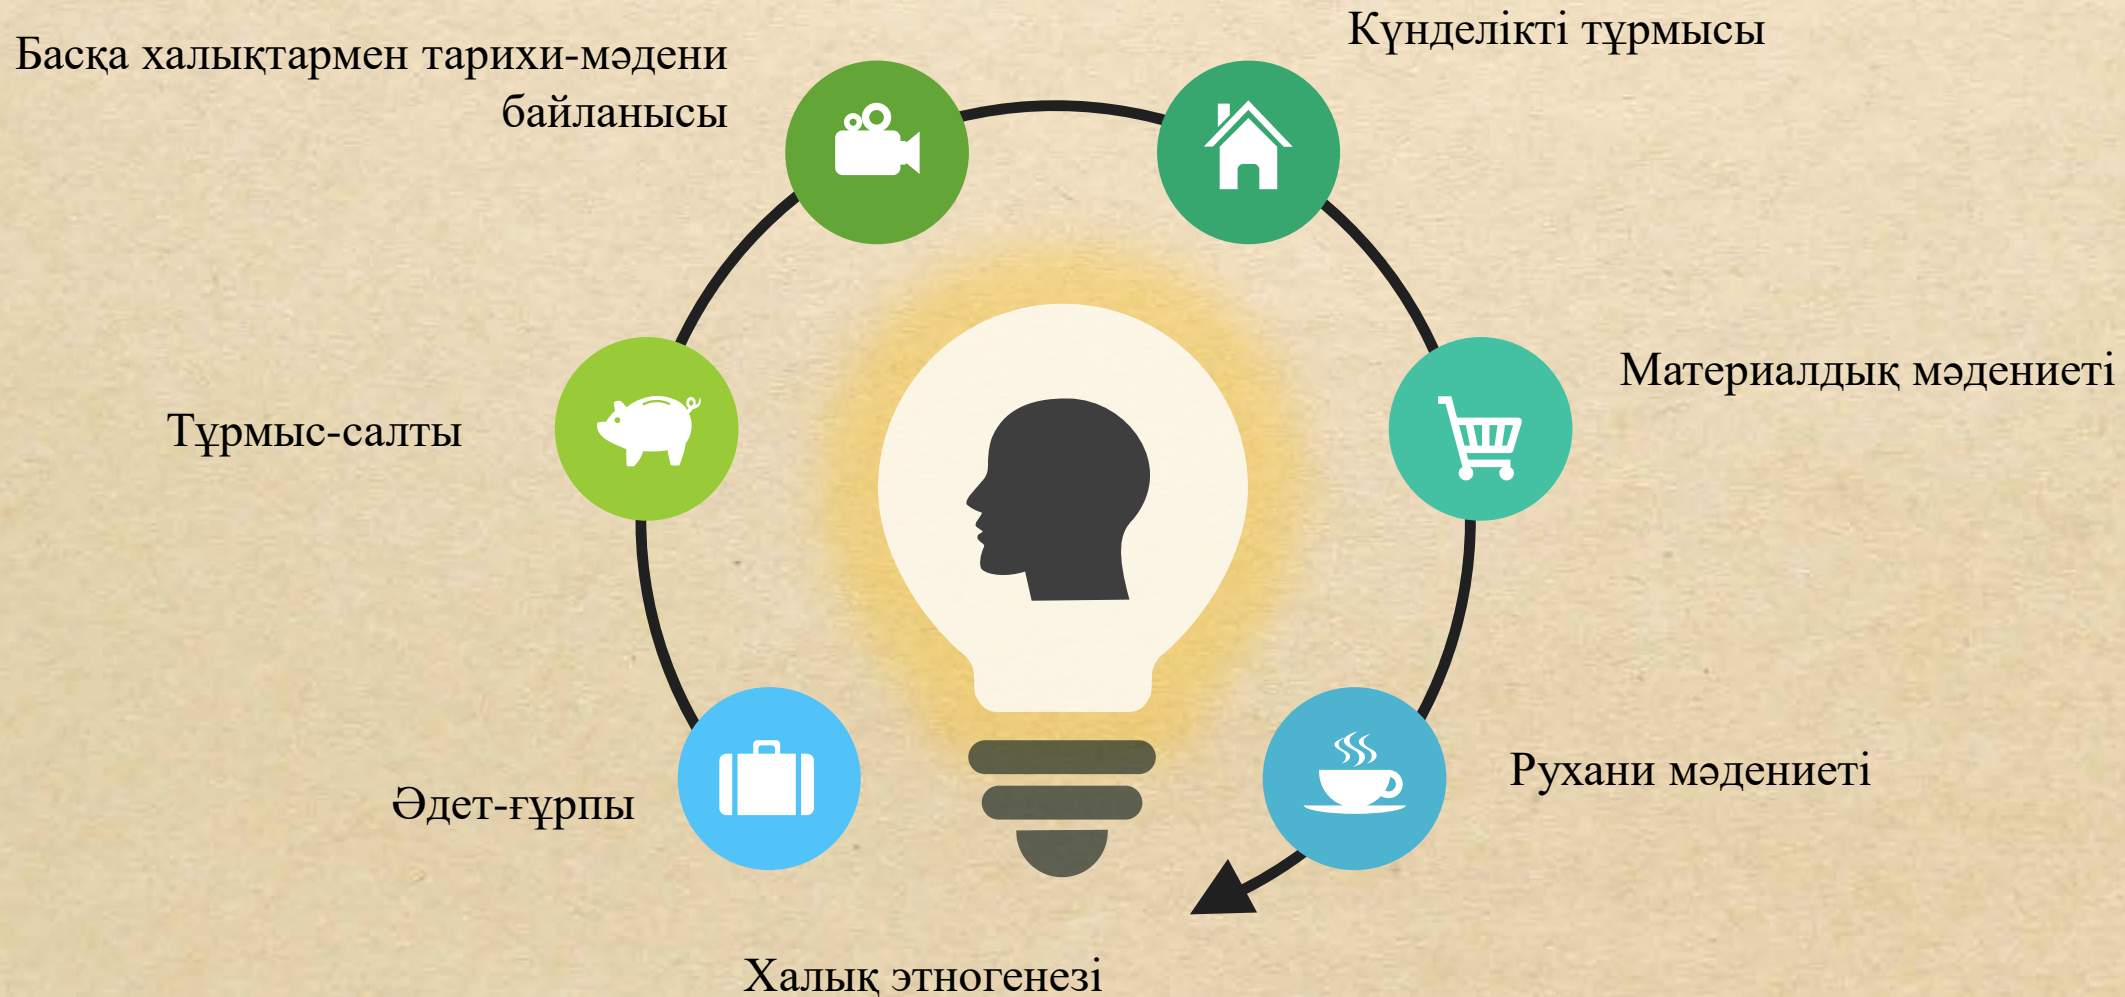 Күнделікті тұрмысы
Басқа халықтармен тарихи-мәдени
байланысы
Материалдық мәдениеті
Тұрмыс-салты
Рухани мәдениеті
Әдет-ғұрпы
Халық этногенезі